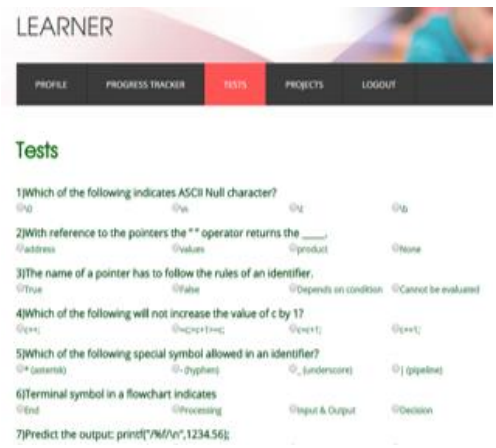 LEARNER
PROFILE PROGRESS TRACKER TESTS PROJECTS LOGOUT
Tests
1)Which of the following indicates ASCII Null character?
\0 \n \t \b
2)With reference to the pointers the "*" operator returns the _____.
address values product None
3)The name of a pointer has to follow the rules of an identifier.
True False Depends on condition Cannot be evaluated
4)Which of the following will not increase the value of c by 1?
c++; c=c+1;
5)Which of the following special symbol allowed in an identifier?
* (asterisk) - (hyphen) _ (underscore) | (pipeline)
6)Terminal symbol in a flowchart indicates
End Processing Input & Output Decision
7)Predict the output: printf("/%f/\n",1234.56);